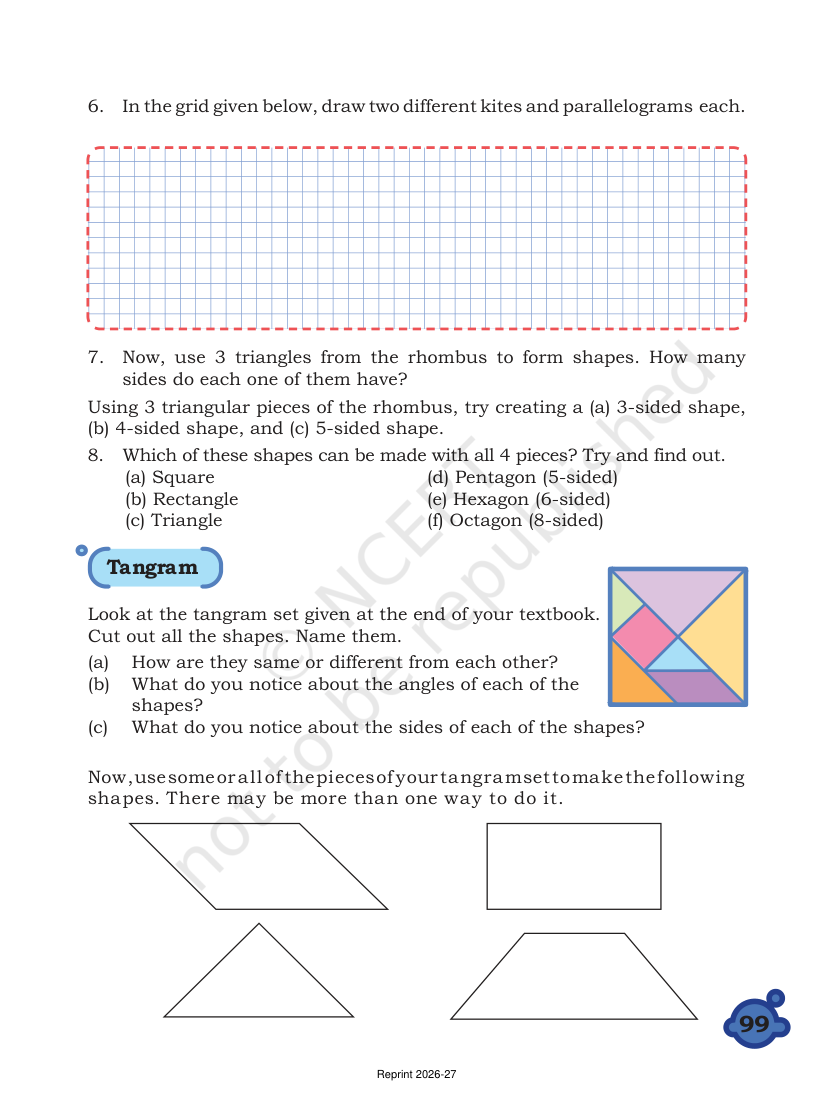 6. In the grid given below, draw two different kites and parallelograms each.
7. Now, use 3 triangles from the rhombus to form shapes. How many
sides do each one of them have?
Using 3 triangular pieces of the rhombus, try creating a (a) 3-sided shape,
(b) 4-sided shape, and (c) 5-sided shape.
8. Which of these shapes can be made with all 4 pieces? Try and find out.
(a) Square
(d) Pentagon (5-sided)
(b) Rectangle
(e) Hexagon (6-sided)
(c) Triangle
(f) Octagon (8-sided)
Tangram
Look at the tangram set given at the end of your textbook.
Cut out all the shapes. Name them.
(a) How are they same or different from each other?
(b) What do you notice about the angles of each of the
shapes?
(c) What do you notice about the sides of each of the shapes?
Now, use some or all of the pieces of your tangram set to make the following
shapes. There may be more than one way to do it.
99
Reprint 2026-27
© NCERT
not to be republished